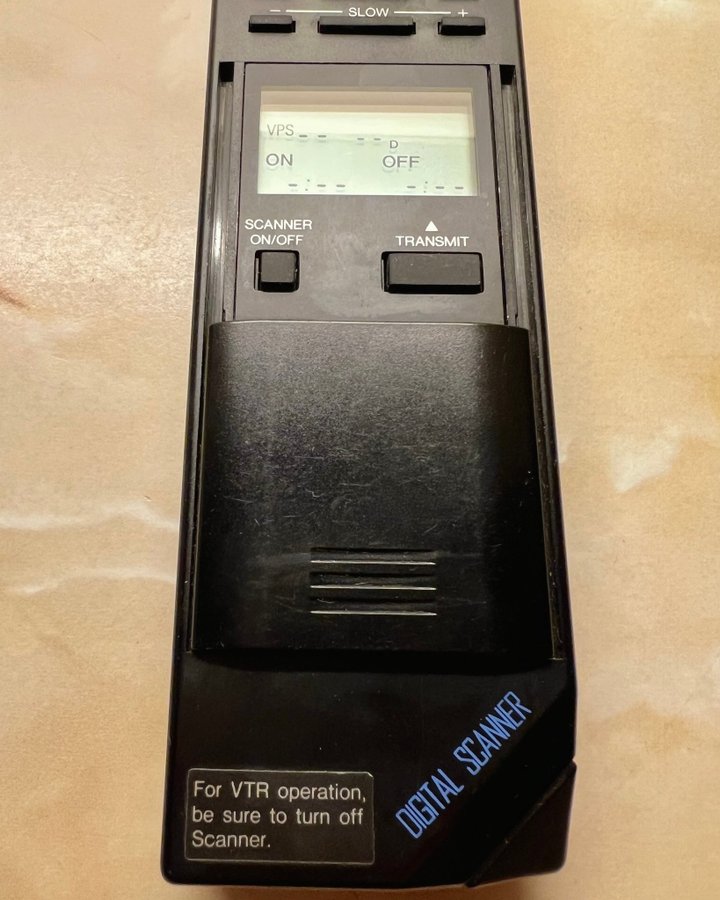 − SLOW +
VPS -- --
D
ON OFF
-:-- -:--
SCANNER
ON/OFF
▲
TRANSMIT
DIGITAL SCANNER
For VTR operation,
be sure to turn off
Scanner.